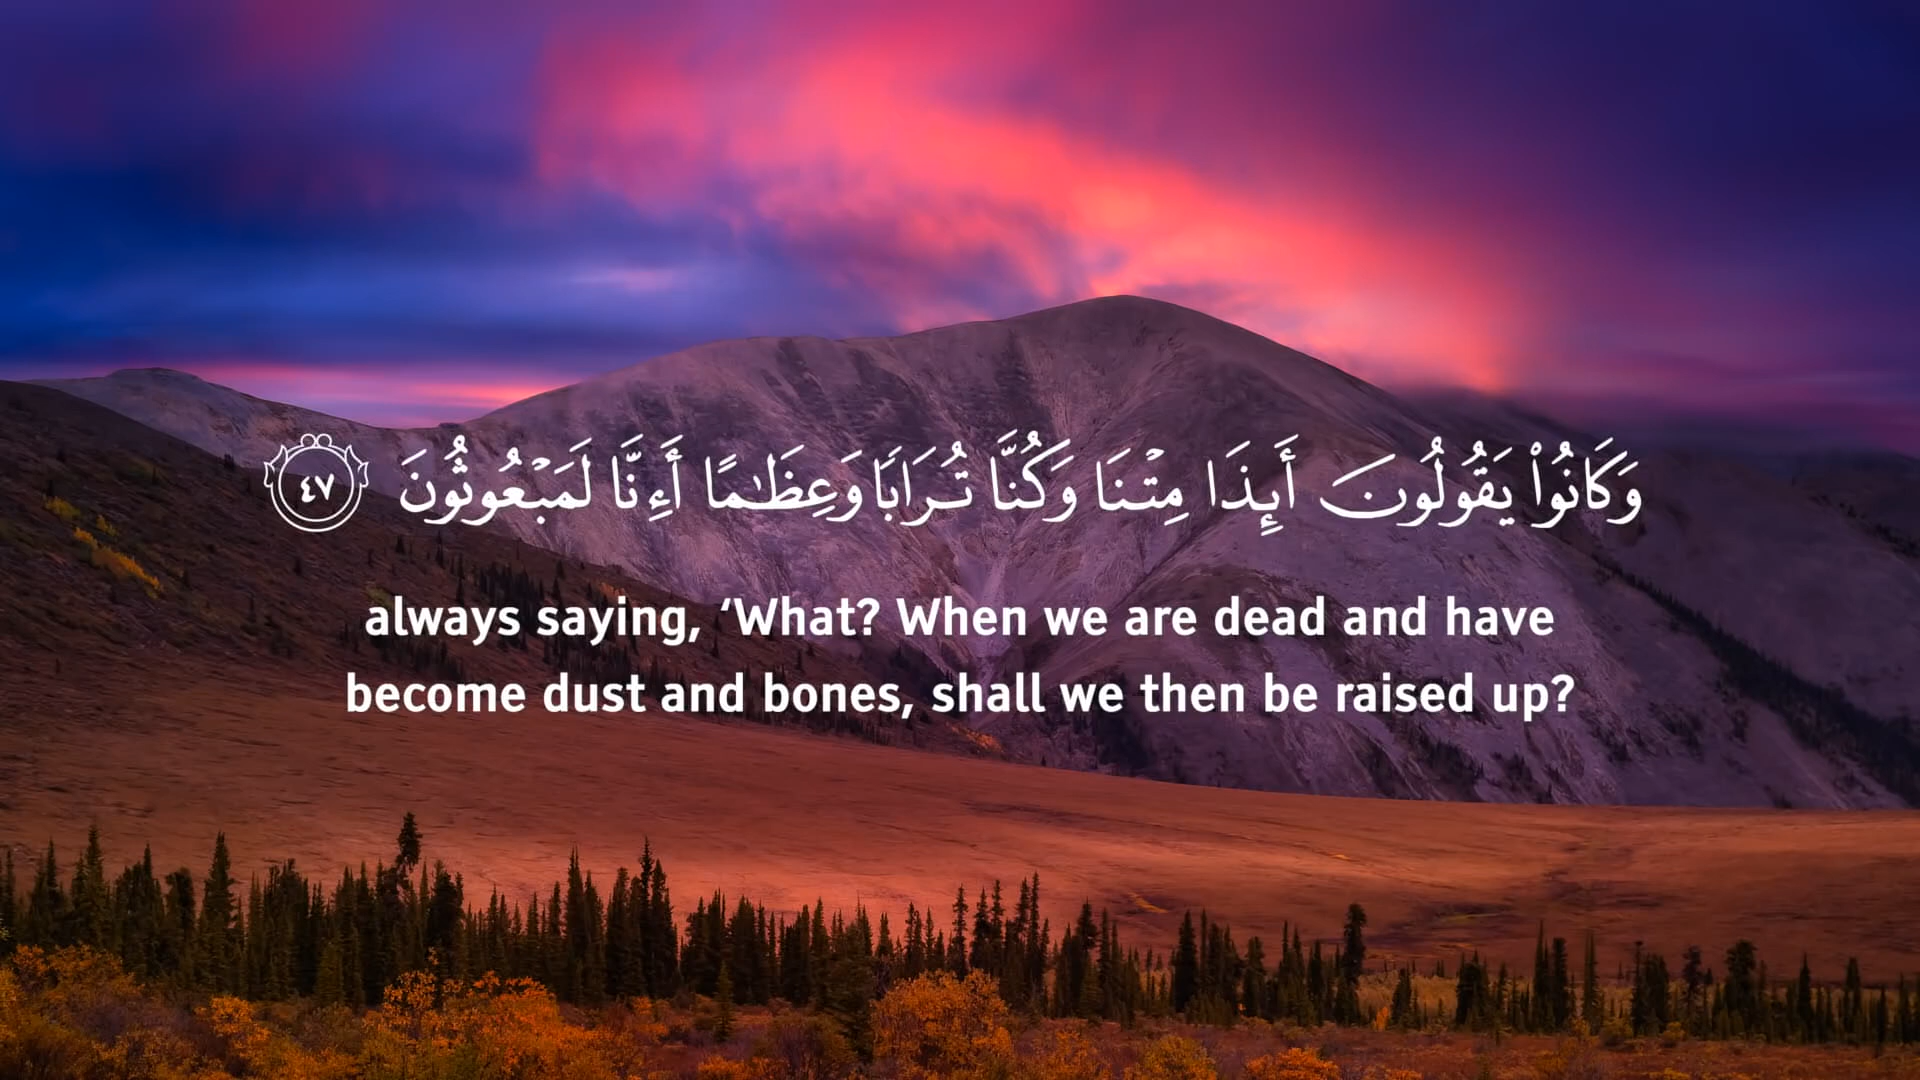 وَكَانُوا۟ يَقُولُونَ أَئِذَا مِتْنَا وَكُنَّا تُرَابًا وَعِظَٰمًا أَءِنَّا لَمَبْعُوثُونَ ٤٧
always saying, ‘What? When we are dead and have
become dust and bones, shall we then be raised up?